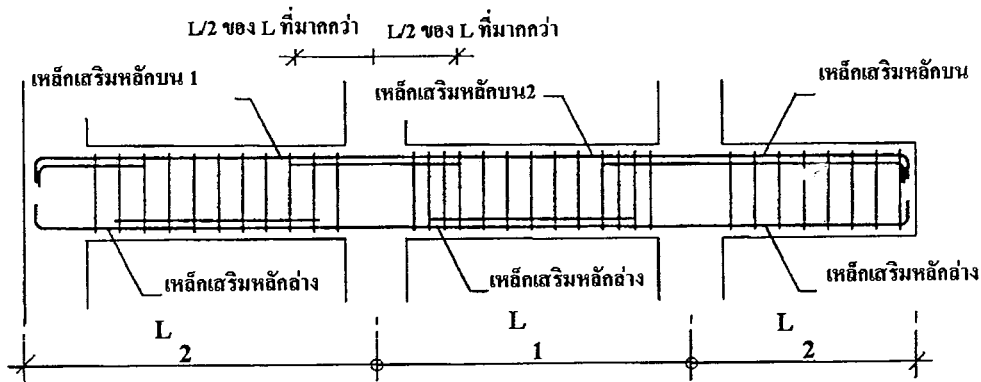 L/2 ของ L ที่มากกว่า
L/2 ของ L ที่มากกว่า
เหล็กเสริมหลักบน 1
เหล็กเสริมหลักบน2
เหล็กเสริมหลักบน
เหล็กเสริมหลักล่าง
เหล็กเสริมหลักล่าง
เหล็กเสริมหลักล่าง
L
L
L
2
1
2